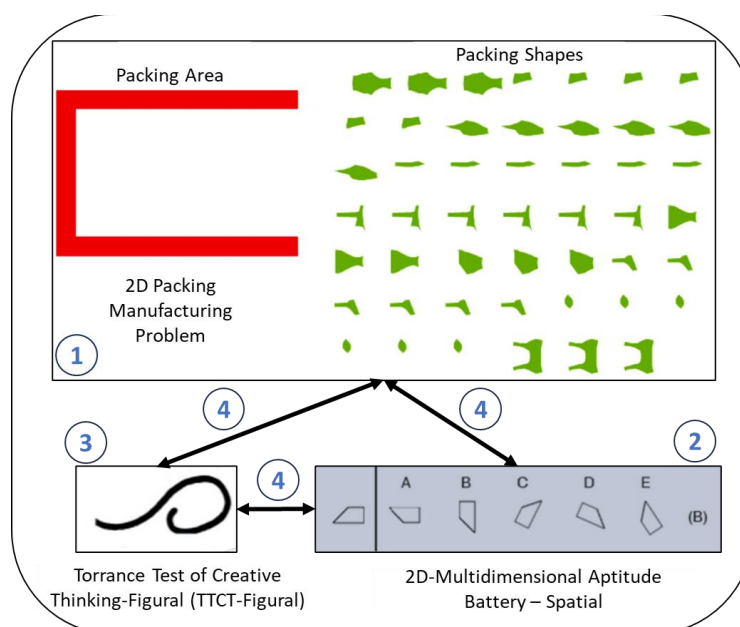 Packing Shapes
Packing Area
2D Packing
Manufacturing
Problem
1
4
4
3
4
2
A B C D E
(B)
Torrance Test of Creative
Thinking-Figural (TTCT-Figural)
2D-Multidimensional Aptitude
Battery – Spatial